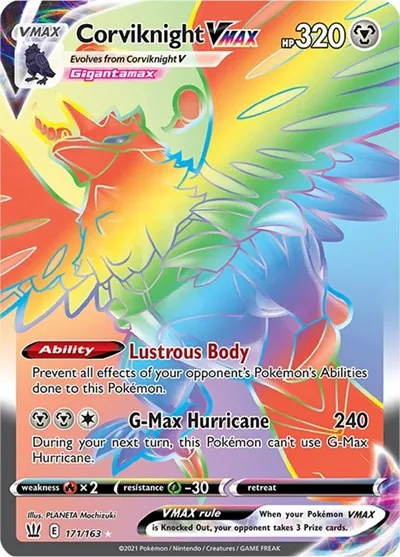 VMAX Corviknight VMAX HP 320
Evolves from Corviknight V
Gigantamax
Ability Lustrous Body
Prevent all effects of your opponent's Pokémon's Abilities
done to this Pokémon.
G-Max Hurricane 240
During your next turn, this Pokémon can't use G-Max
Hurricane.
weakness × 2 resistance -30 retreat
Illus. PLANETA Mochizuki
E 171/163
VMAX rule When your Pokémon VMAX
is Knocked Out, your opponent takes 3 Prize cards.
©2021 Pokémon / Nintendo / Creatures / GAME FREAK